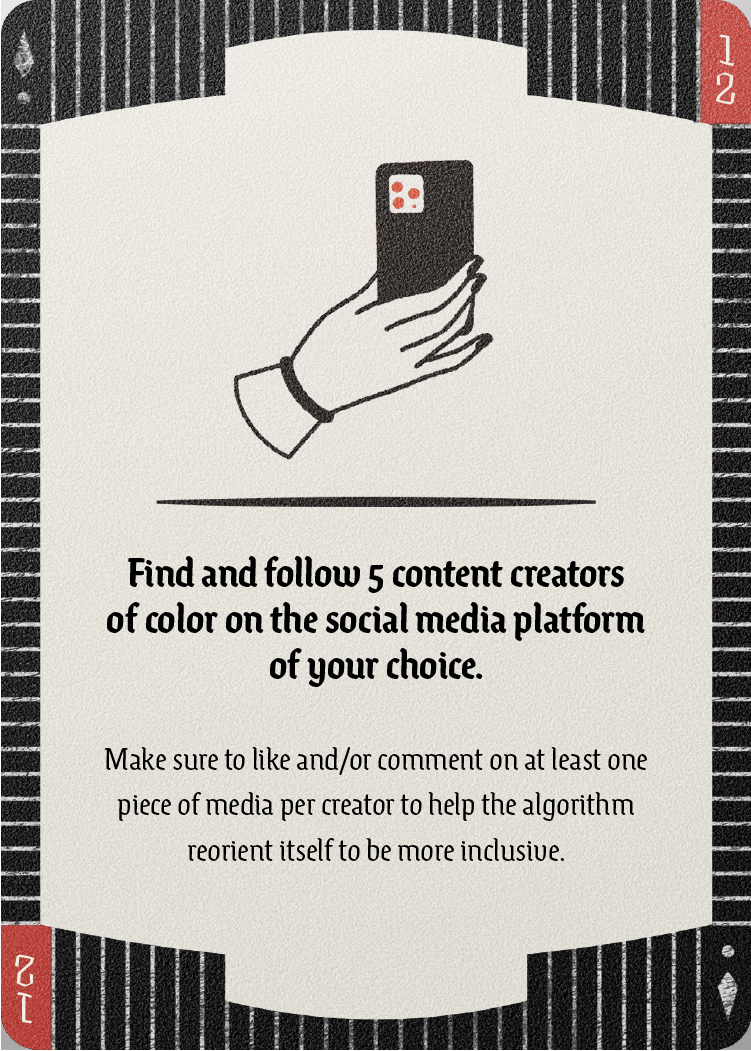 12
Find and follow 5 content creators
of color on the social media platform
of your choice.
Make sure to like and/or comment on at least one
piece of media per creator to help the algorithm
reorient itself to be more inclusive.
12